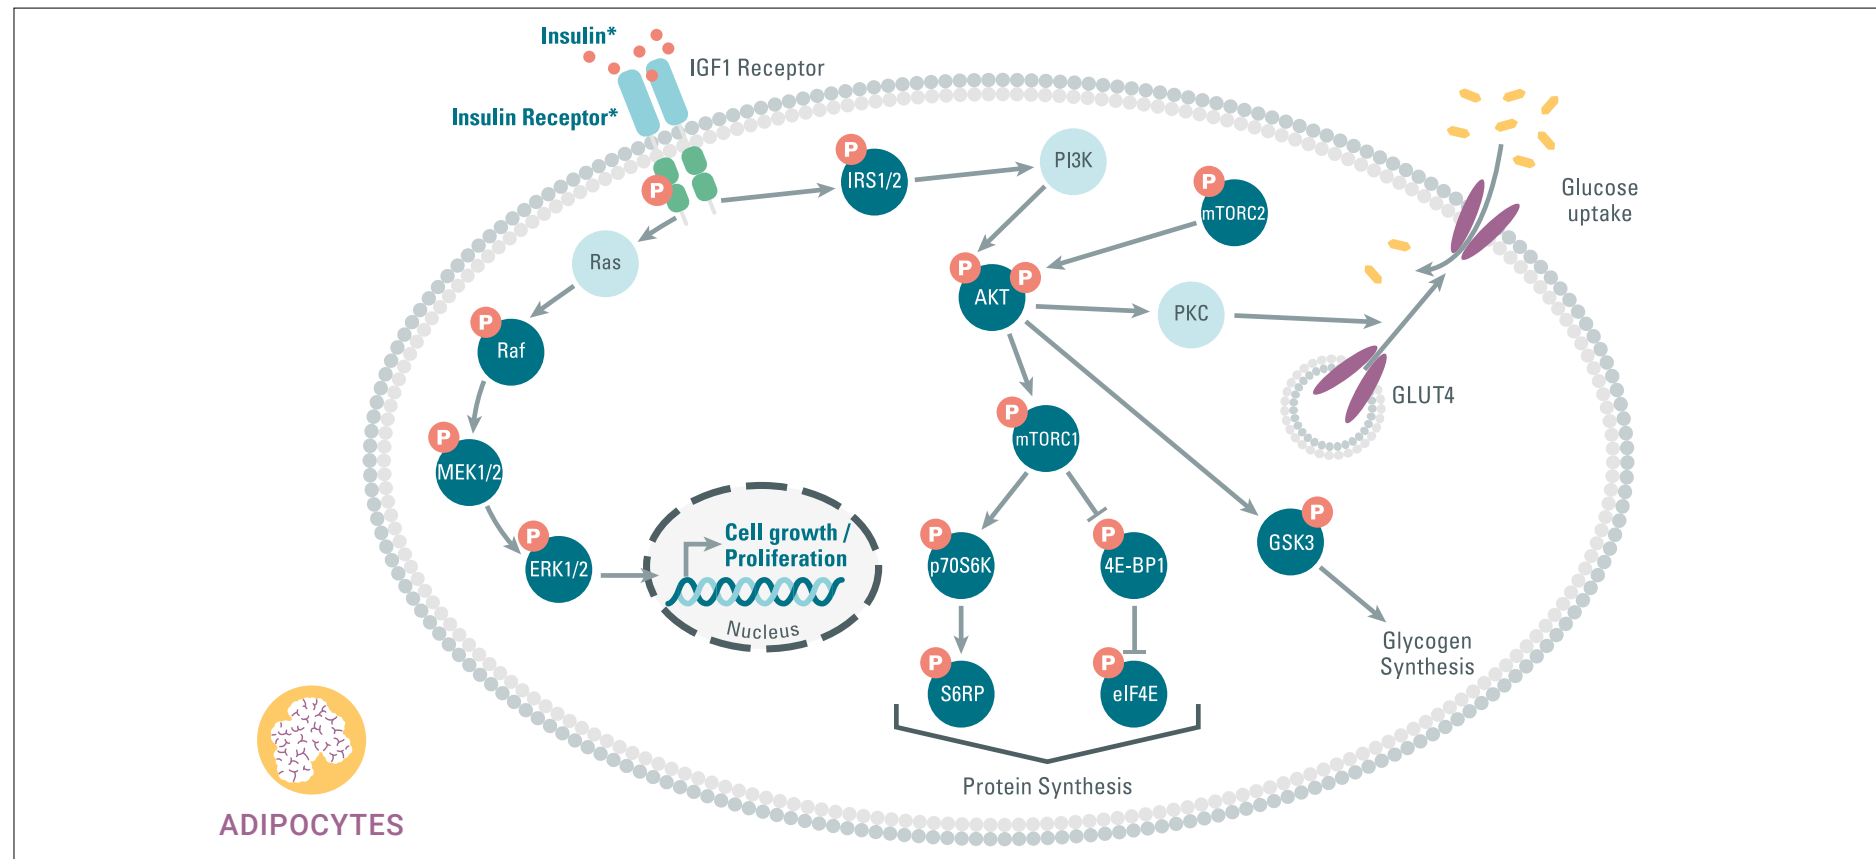 Insulin*
IGF1 Receptor
Insulin Receptor*
P
P
IRS1/2
PI3K
P
mTORC2
Glucose
uptake
Ras
P
P
AKT
PKC
P
Raf
GLUT4
P
mTORC1
P
MEK1/2
P
ERK1/2
Cell growth /
Proliferation
Nucleus
P
p70S6K
P
4E-BP1
P
GSK3
Glycogen
Synthesis
P
S6RP
P
eIF4E
Protein Synthesis
ADIPOCYTES